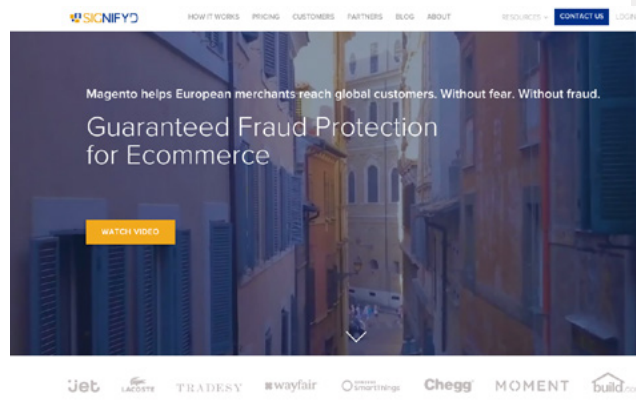 SIGNIFYD
HOW IT WORKS PRICING CUSTOMERS PARTNERS BLOG ABOUT RESOURCES CONTACT US LOGIN
Magento helps European merchants reach global customers. Without fear. Without fraud.
Guaranteed Fraud Protection
for Ecommerce
WATCH VIDEO
Jet LACOSTE TRADESY wayfair smartthings Chegg MOMENT build